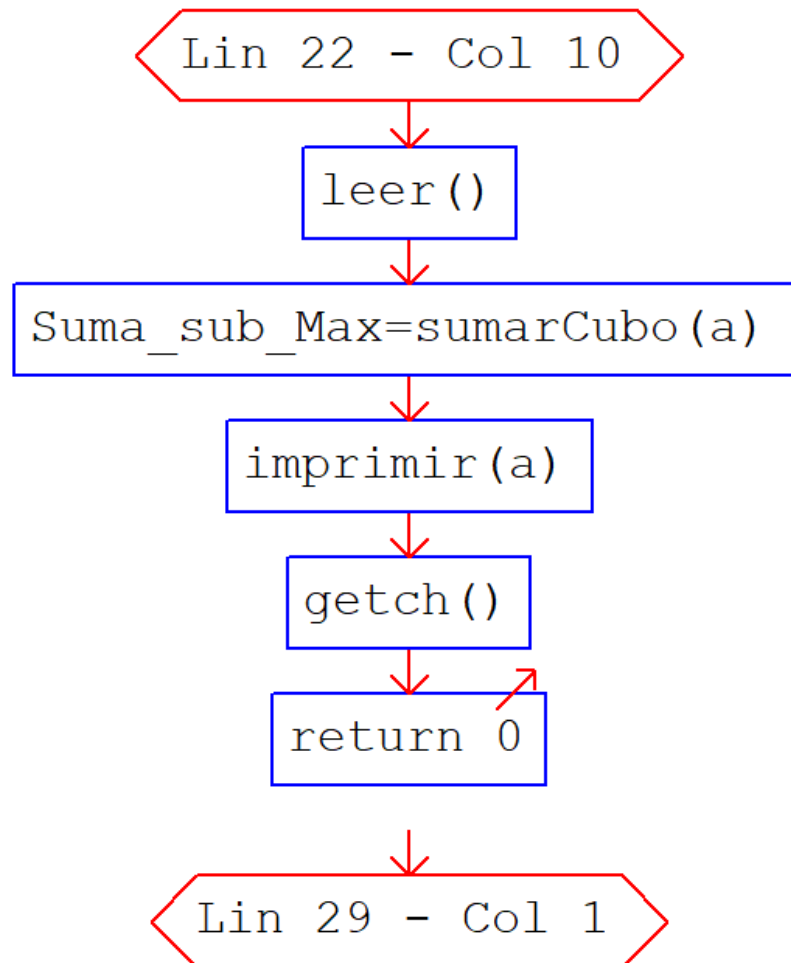 Lin 22 - Col 10
leer()
Suma_sub_Max=sumarCubo(a)
imprimir(a)
getch()
return 0
Lin 29 - Col 1